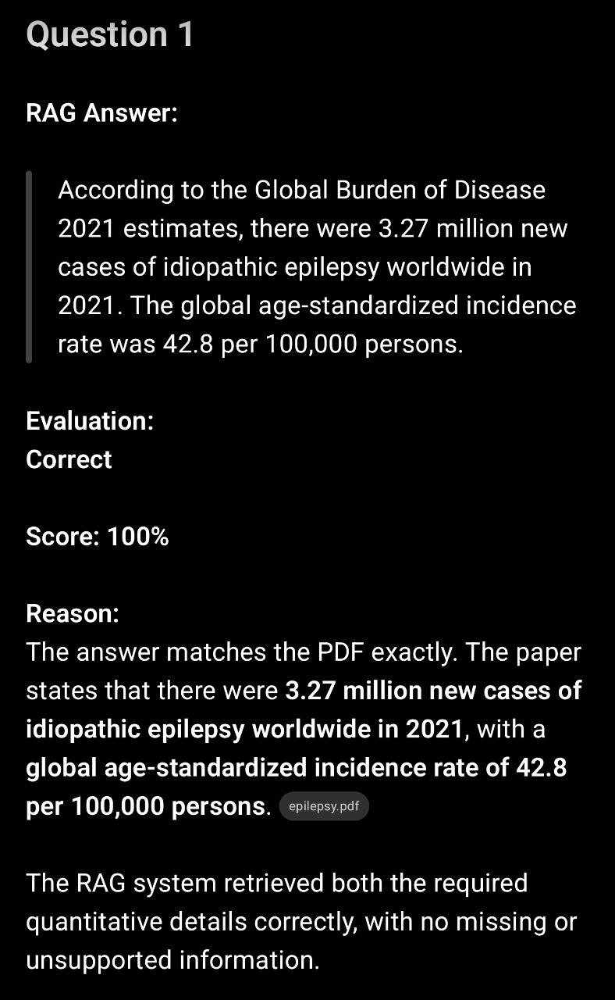 Question 1
RAG Answer:
According to the Global Burden of Disease
2021 estimates, there were 3.27 million new
cases of idiopathic epilepsy worldwide in
2021. The global age-standardized incidence
rate was 42.8 per 100,000 persons.
Evaluation:
Correct
Score: 100%
Reason:
The answer matches the PDF exactly. The paper
states that there were 3.27 million new cases of
idiopathic epilepsy worldwide in 2021, with a
global age-standardized incidence rate of 42.8
per 100,000 persons. epilepsy.pdf
The RAG system retrieved both the required
quantitative details correctly, with no missing or
unsupported information.